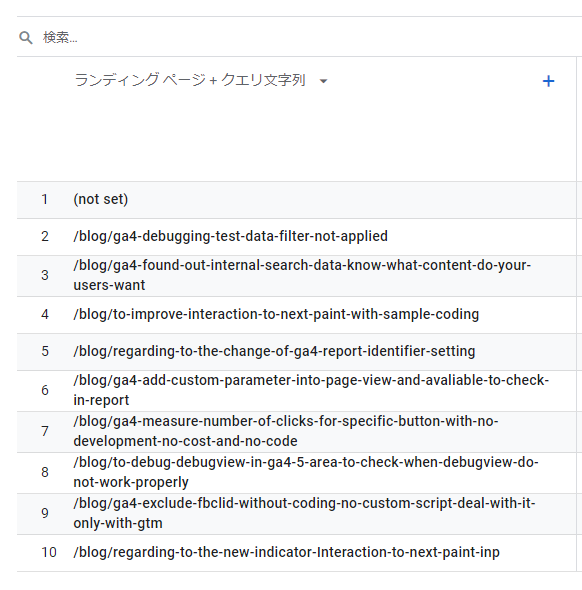 検索...
ランディング ページ + クエリ文字列
+
1 (not set)
2 /blog/ga4-debugging-test-data-filter-not-applied
3 /blog/ga4-found-out-internal-search-data-know-what-content-do-your-
users-want
4 /blog/to-improve-interaction-to-next-paint-with-sample-coding
5 /blog/regarding-to-the-change-of-ga4-report-identifier-setting
6 /blog/ga4-add-custom-parameter-into-page-view-and-avaliable-to-check-
in-report
7 /blog/ga4-measure-number-of-clicks-for-specific-button-with-no-
development-no-cost-and-no-code
8 /blog/to-debug-debugview-in-ga4-5-area-to-check-when-debugview-do-
not-work-properly
9 /blog/ga4-exclude-fbclid-without-coding-no-custom-script-deal-with-it-
only-with-gtm
10 /blog/regarding-to-the-new-indicator-Interaction-to-next-paint-inp